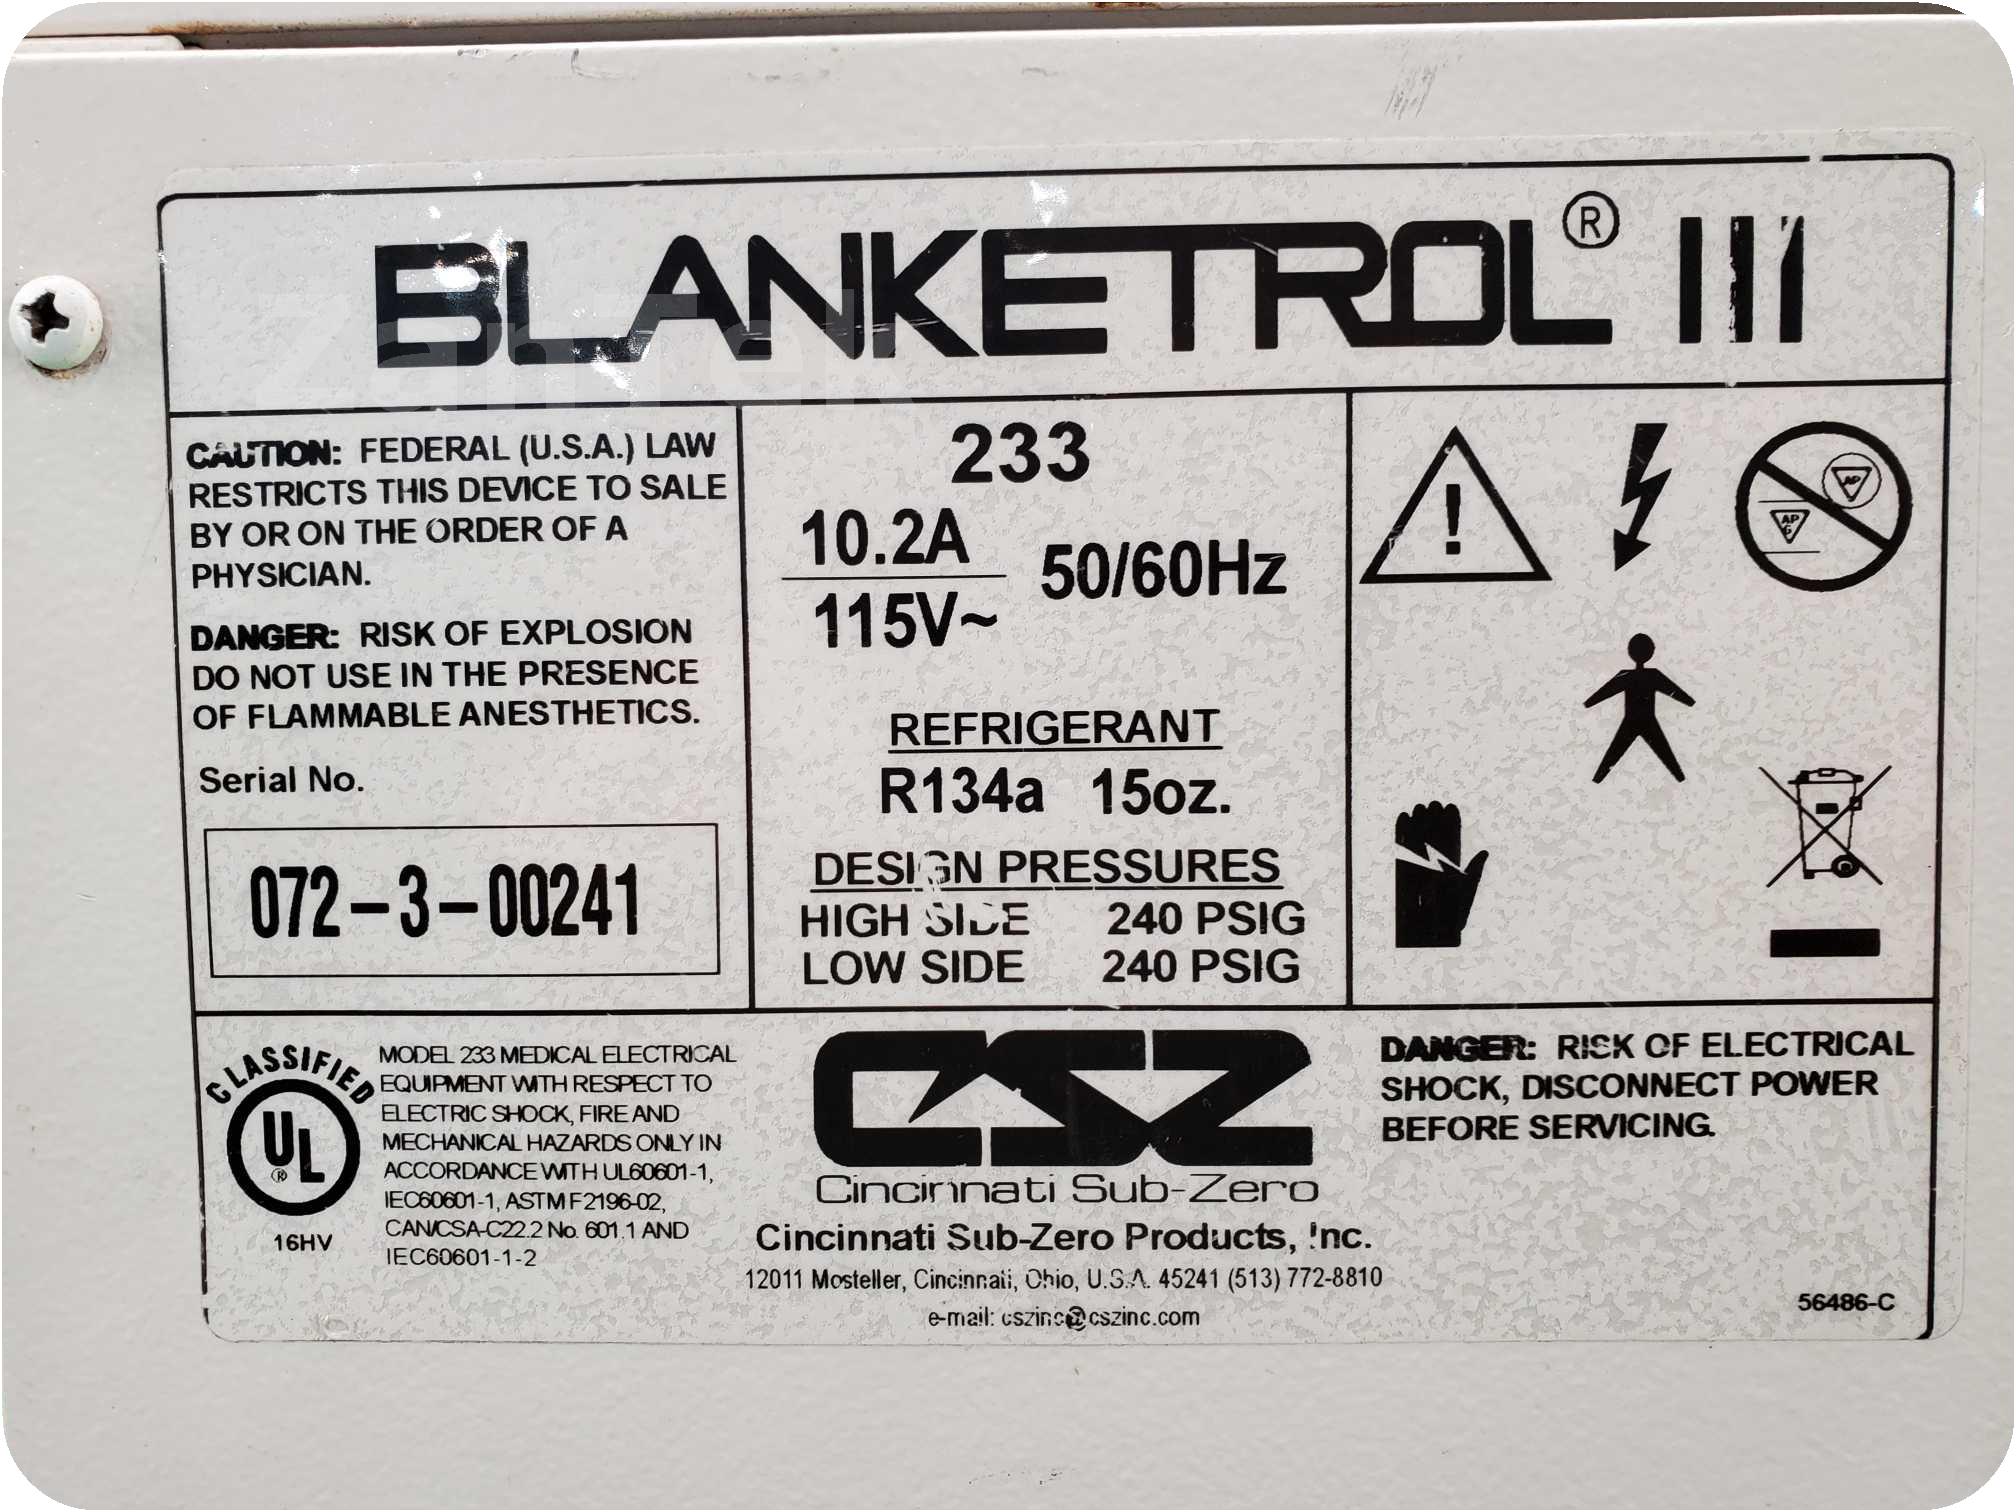 BLANKETROL® III
ZanTek
CAUTION: FEDERAL (U.S.A.) LAW
RESTRICTS THIS DEVICE TO SALE
BY OR ON THE ORDER OF A
PHYSICIAN.
DANGER: RISK OF EXPLOSION
DO NOT USE IN THE PRESENCE
OF FLAMMABLE ANESTHETICS.
Serial No.
072-3-00241
233
10.2A
115V~
50/60Hz
REFRIGERANT
R134a 15oz.
DESIGN PRESSURES
HIGH SIDE 240 PSIG
LOW SIDE 240 PSIG
!
AP
AP
G
CLASSIFIED
UL
®
16HV
MODEL 233 MEDICAL ELECTRICAL
EQUIPMENT WITH RESPECT TO
ELECTRIC SHOCK, FIRE AND
MECHANICAL HAZARDS ONLY IN
ACCORDANCE WITH UL60601-1,
IEC60601-1, ASTM F2196-02,
CAN/CSA-C22.2 No. 601.1 AND
IEC60601-1-2
CSZ
Cincinnati Sub-Zero
Cincinnati Sub-Zero Products, Inc.
12011 Mosteller, Cincinnati, Ohio, U.S.A. 45241 (513) 772-8810
e-mail: cszinc@cszinc.com
DANGER: RISK OF ELECTRICAL
SHOCK, DISCONNECT POWER
BEFORE SERVICING.
56486-C